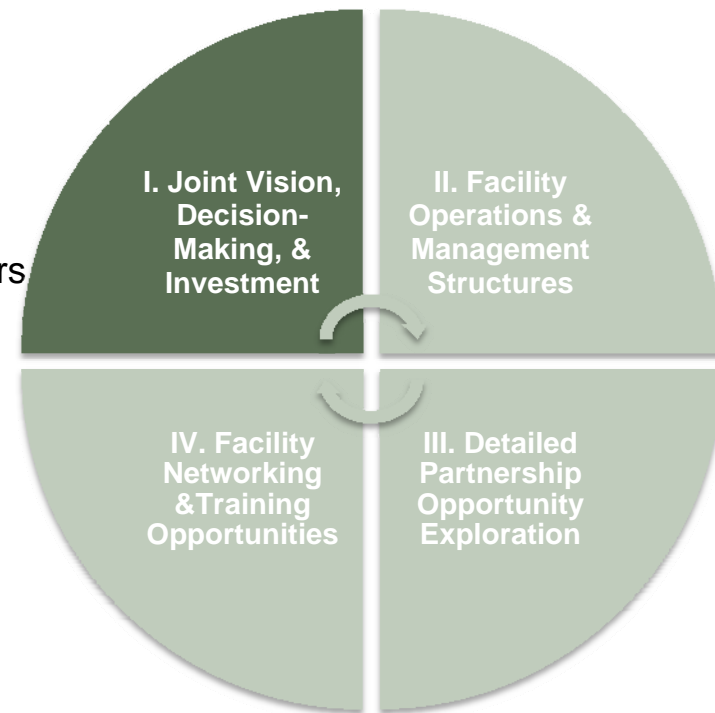 I. Joint Vision,
Decision-
Making, &
Investment
II. Facility
Operations &
Management
Structures
rs
IV. Facility
Networking
&Training
Opportunities
III. Detailed
Partnership
Opportunity
Exploration